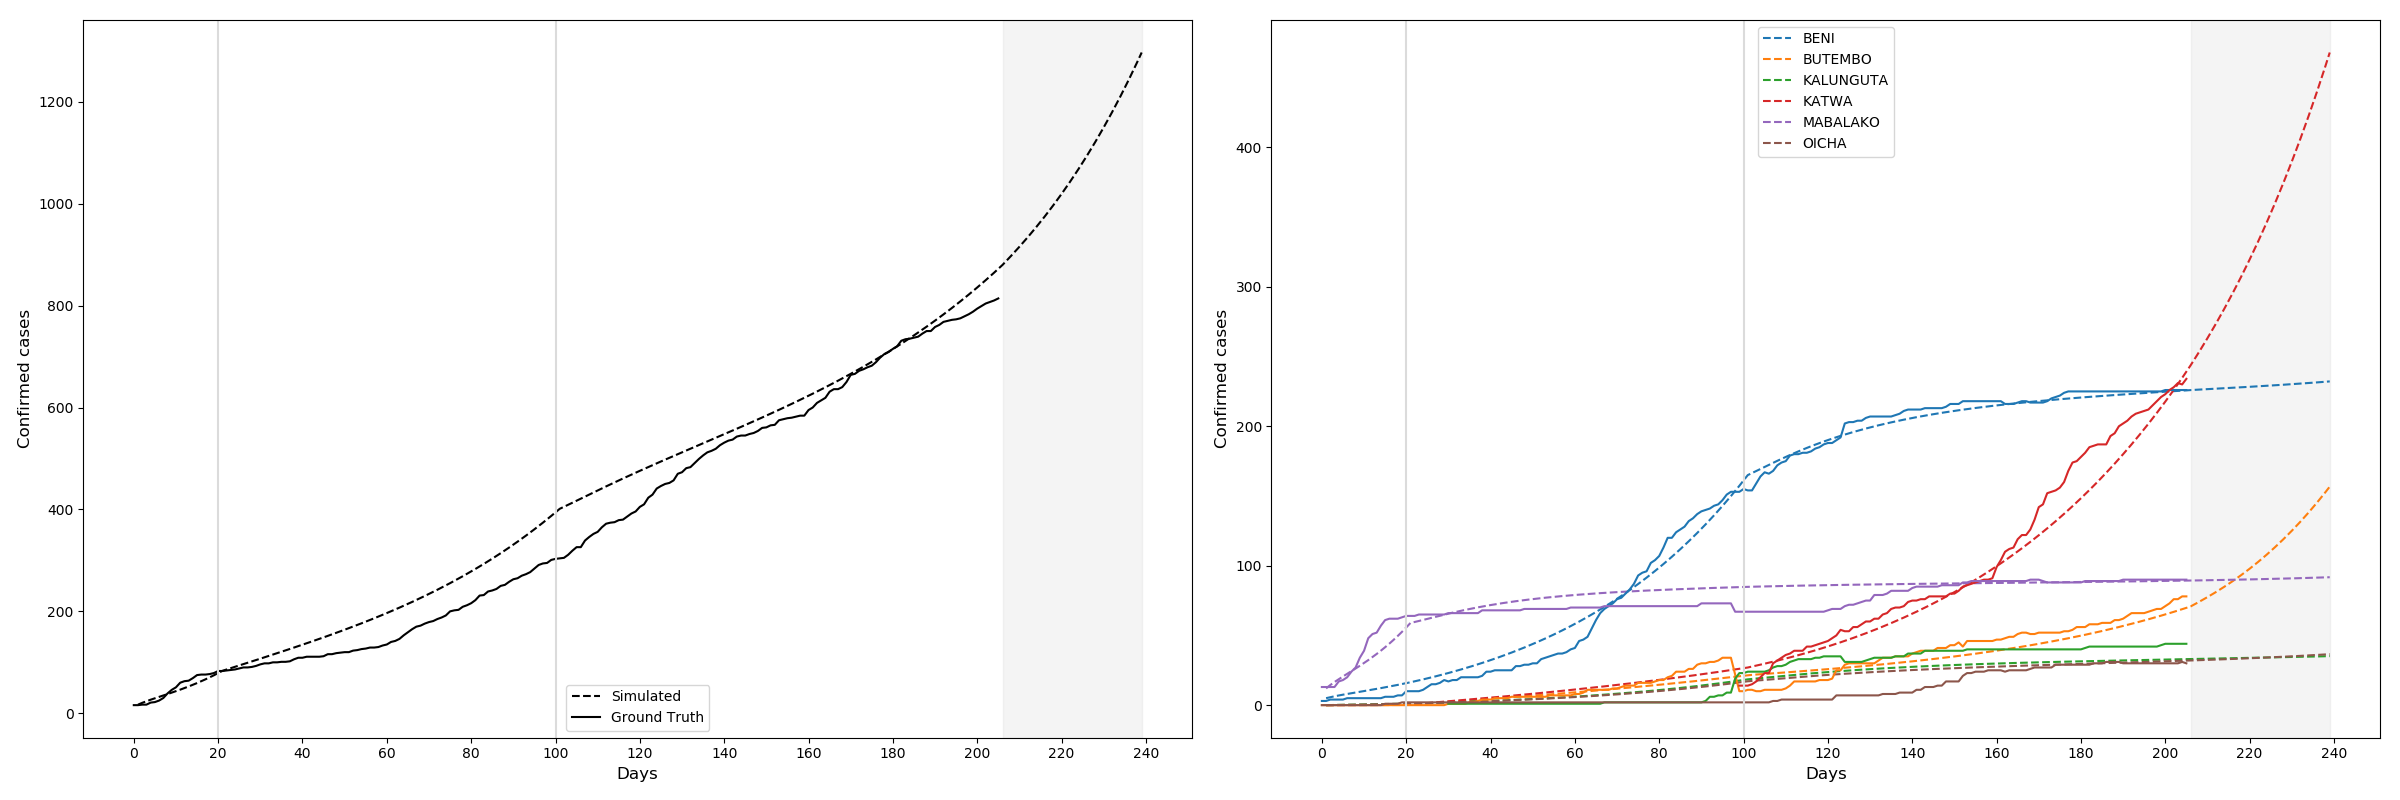 1200
1000
800
600
400
200
0
Confirmed cases
Simulated
Ground Truth
0 20 40 60 80 100 120 140 160 180 200 220 240
Days
400
300
200
100
0
Confirmed cases
BENI
BUTEMBO
KALUNGUTA
KATWA
MABALAKO
OICHA
0 20 40 60 80 100 120 140 160 180 200 220 240
Days